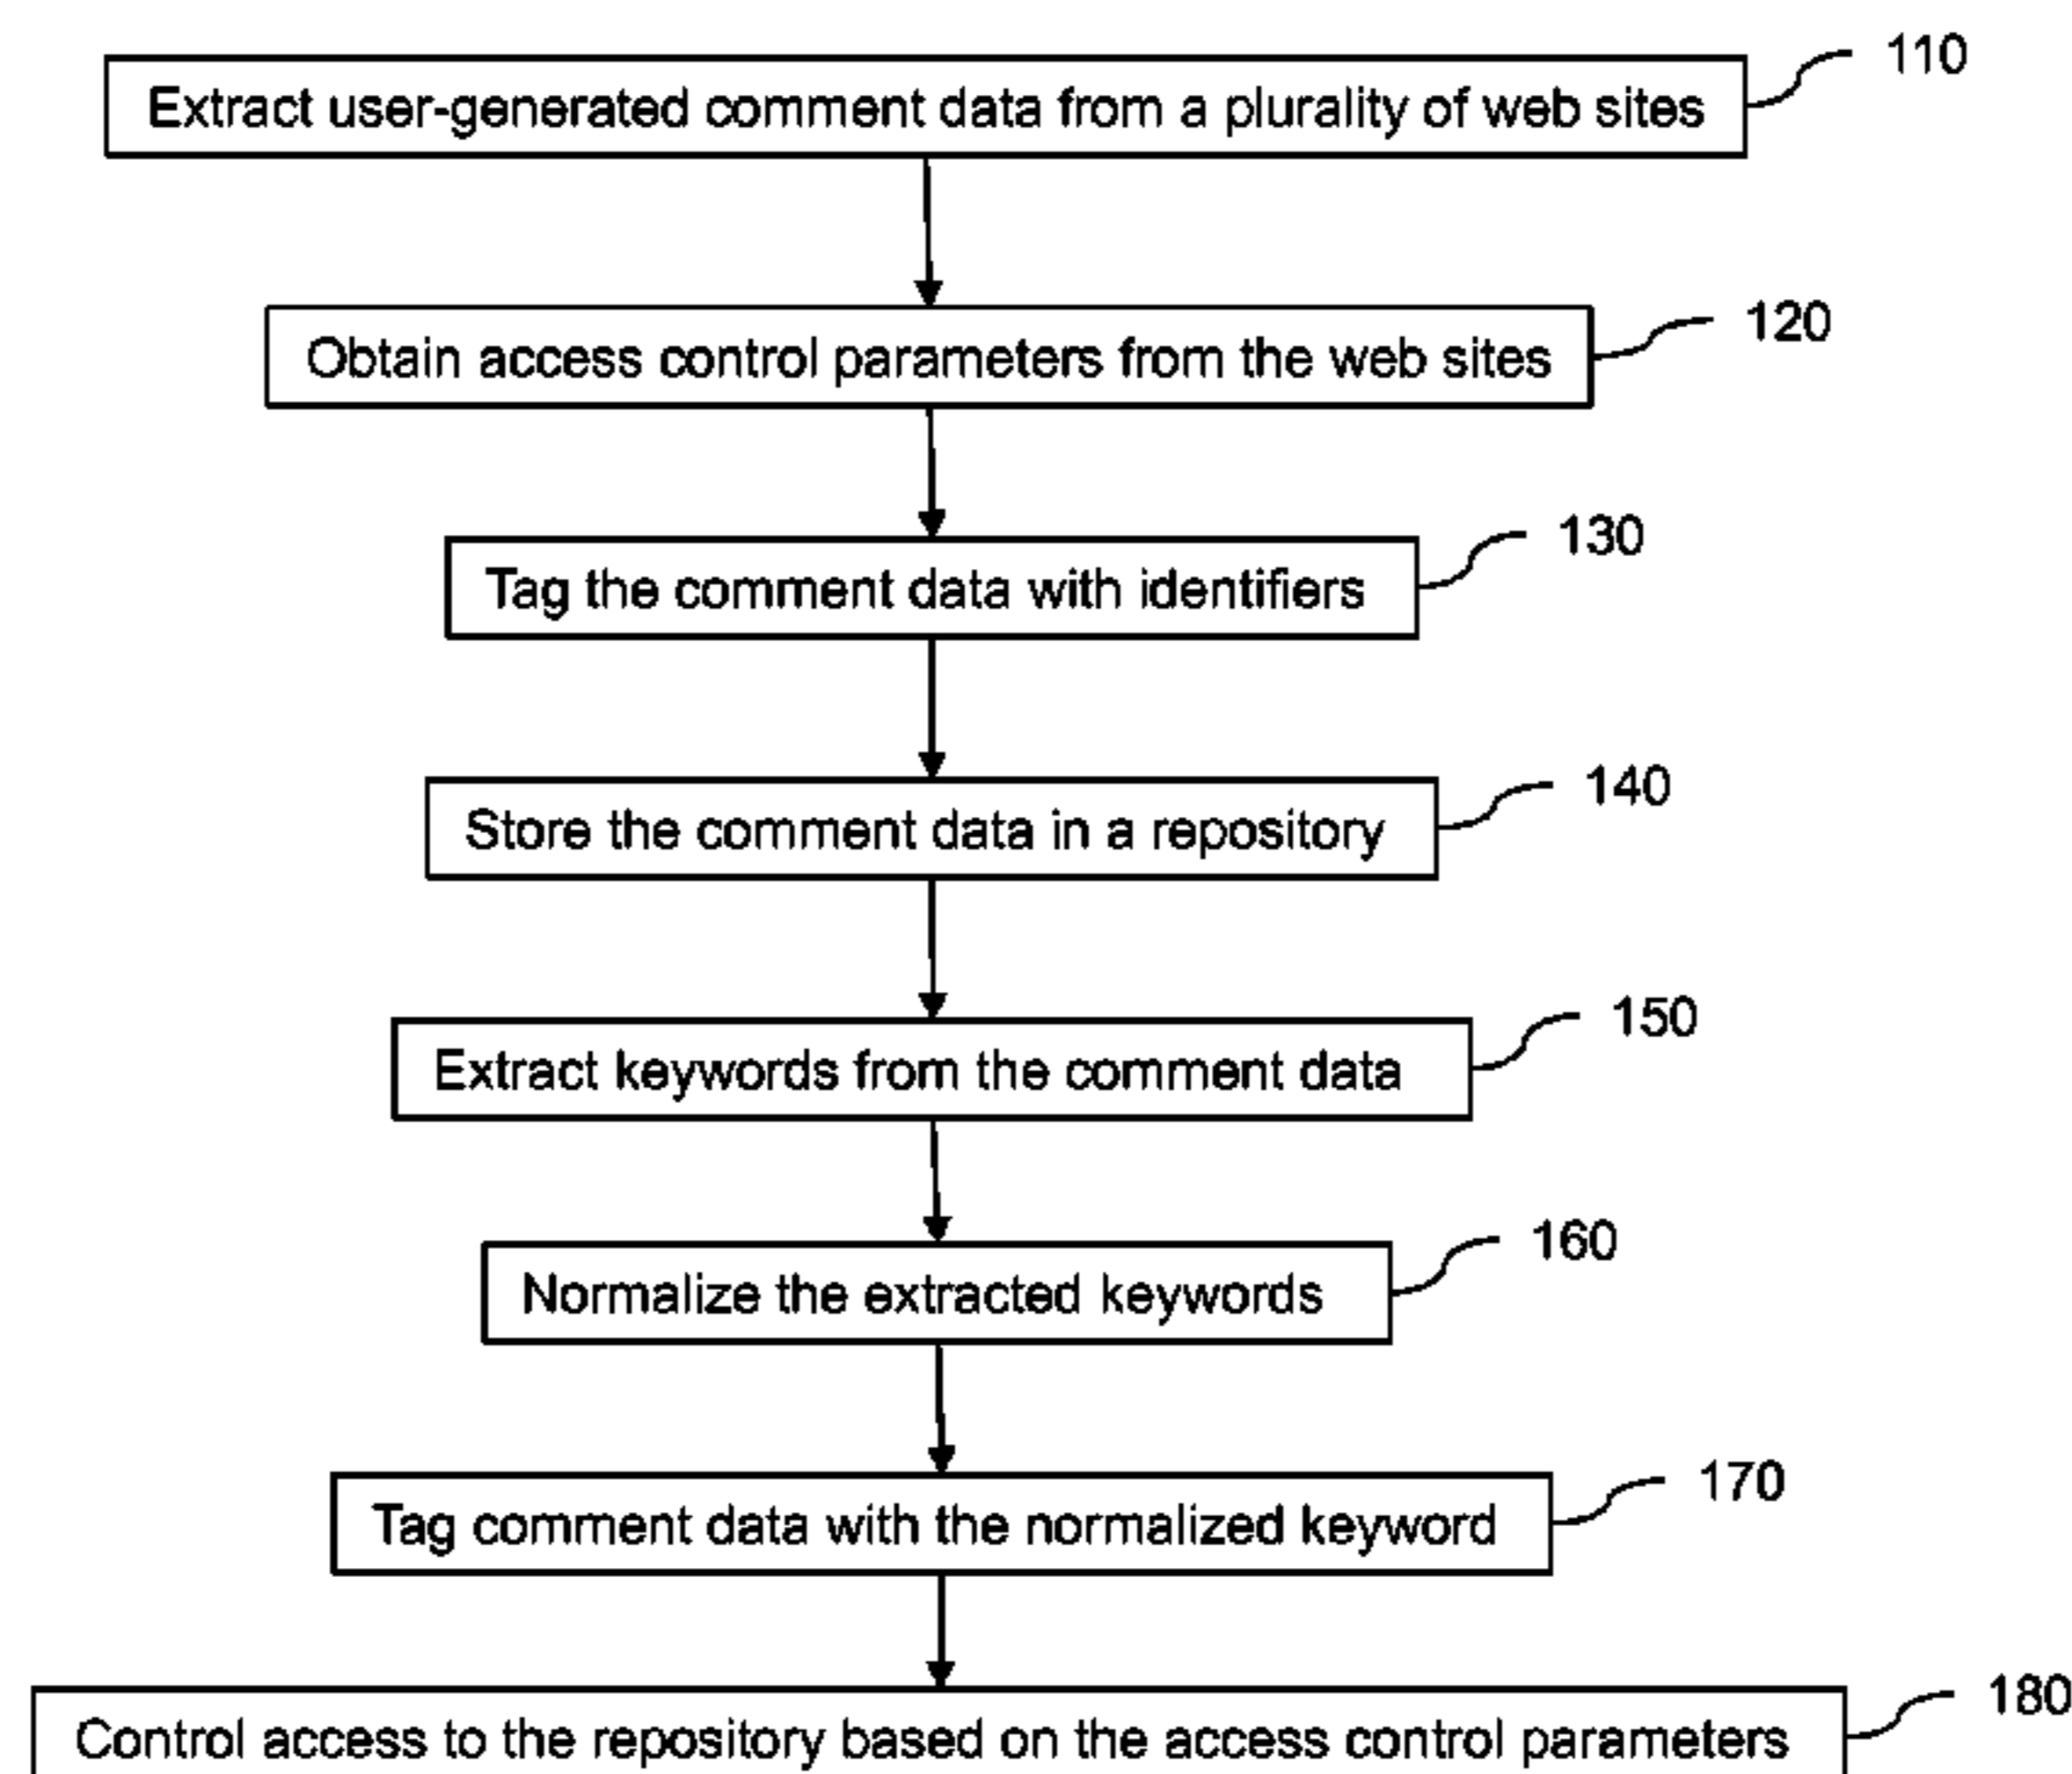 110
Extract user-generated comment data from a plurality of web sites
120
Obtain access control parameters from the web sites
130
Tag the comment data with identifiers
140
Store the comment data in a repository
150
Extract keywords from the comment data
160
Normalize the extracted keywords
170
Tag comment data with the normalized keyword
180
Control access to the repository based on the access control parameters